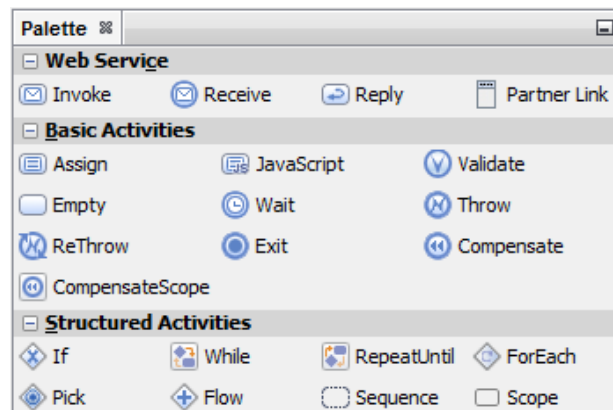 Palette
Web Service
Invoke Receive Reply Partner Link
Basic Activities
Assign JavaScript Validate
Empty Wait Throw
ReThrow Exit Compensate
CompensateScope
Structured Activities
If While RepeatUntil ForEach
Pick Flow Sequence Scope